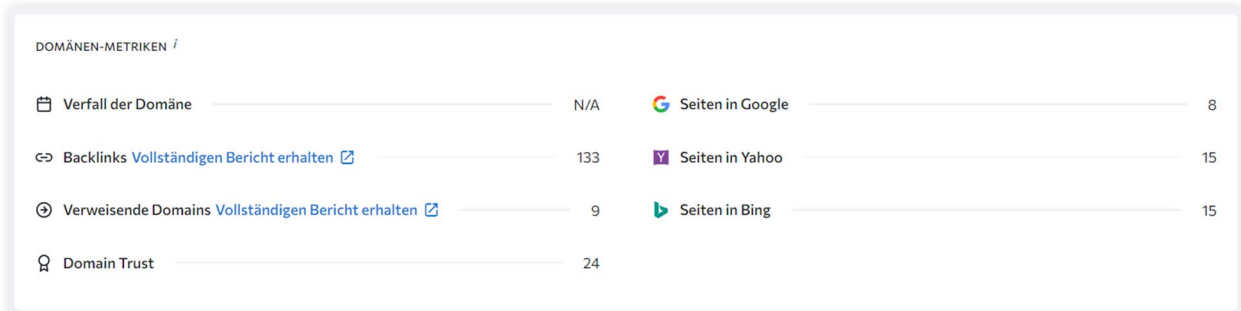 DOMÄNEN-METRIKEN i
Verfall der Domäne N/A
Seiten in Google 8
Backlinks Vollständigen Bericht erhalten 133
Seiten in Yahoo 15
Verweisende Domains Vollständigen Bericht erhalten 9
Seiten in Bing 15
Domain Trust 24